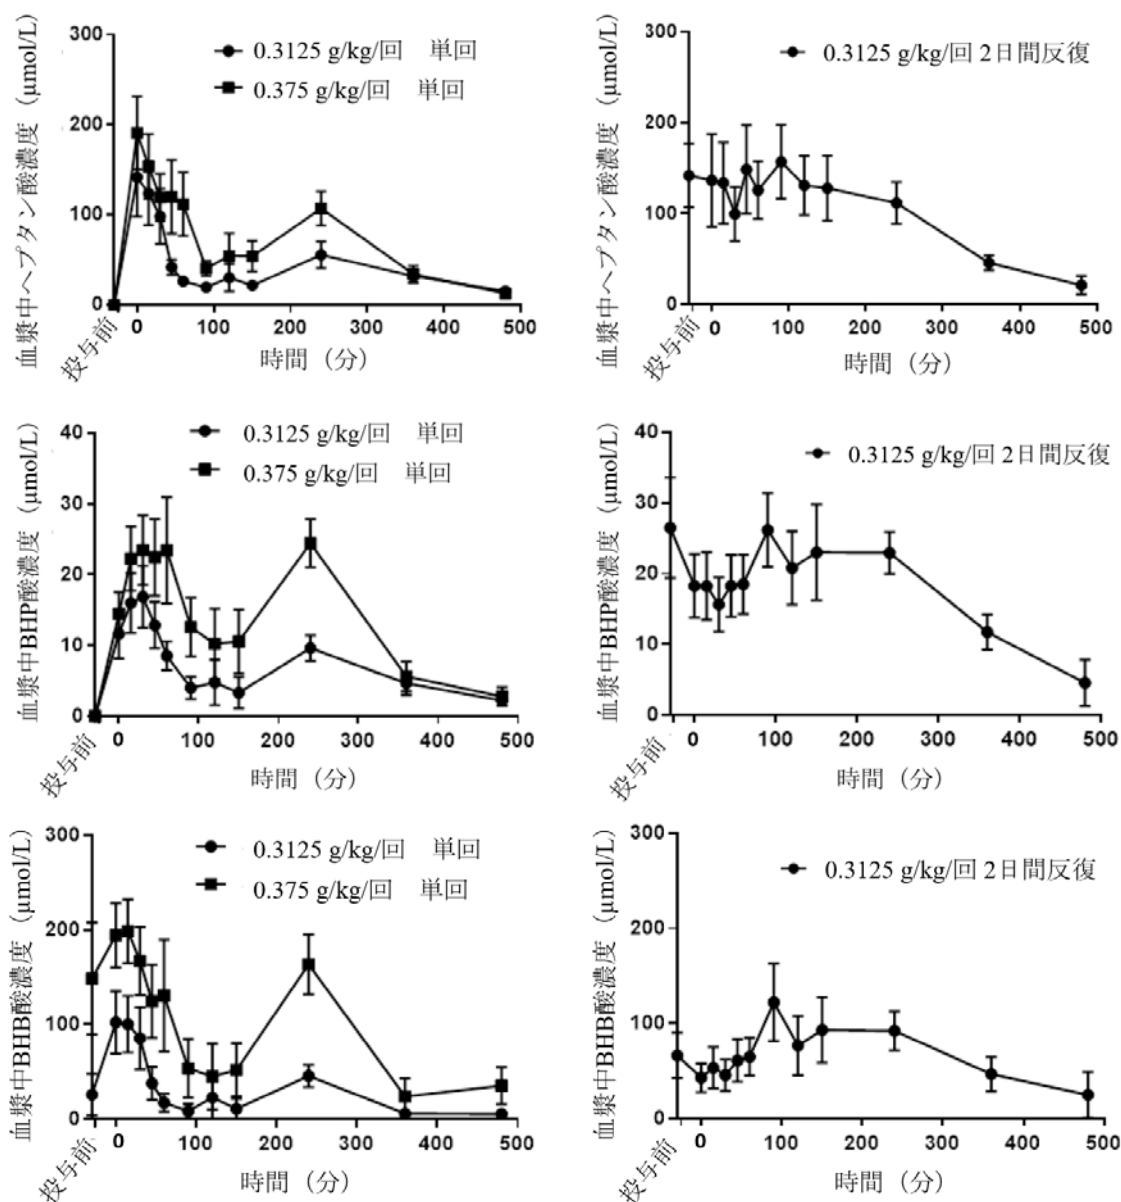 血漿中ヘプタン酸濃度（µmol/L）
300
200
100
0
投与前
0
100
200
300
400
500
時間（分）
0.3125 g/kg/回　単回
0.375 g/kg/回　単回
血漿中ヘプタン酸濃度（µmol/L）
300
200
100
0
投与前
0
100
200
300
400
500
時間（分）
0.3125 g/kg/回 2日間反復
血漿中BHP酸濃度（µmol/L）
40
30
20
10
0
投与前
0
100
200
300
400
500
時間（分）
0.3125 g/kg/回　単回
0.375 g/kg/回　単回
血漿中BHP酸濃度（µmol/L）
40
30
20
10
0
投与前
0
100
200
300
400
500
時間（分）
0.3125 g/kg/回 2日間反復
血漿中BHB酸濃度（µmol/L）
300
200
100
0
投与前
0
100
200
300
400
500
時間（分）
0.3125 g/kg/回　単回
0.375 g/kg/回　単回
血漿中BHB酸濃度（µmol/L）
300
200
100
0
投与前
0
100
200
300
400
500
時間（分）
0.3125 g/kg/回 2日間反復